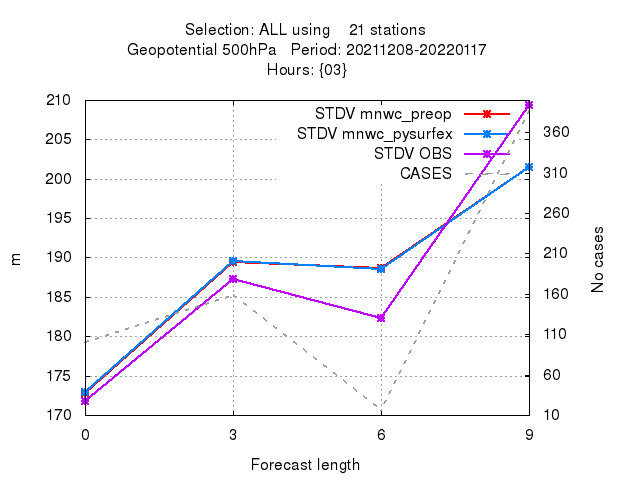 Selection: ALL using 21 stations
Geopotential 500hPa Period: 20211208-20220117
Hours: {03}
STDV mnwc_preop
STDV mnwc_pysurfex
STDV OBS
CASES
210
205
200
195
190
185
180
175
170
m
360
310
260
210
160
110
60
10
No cases
0 3 6 9
Forecast length